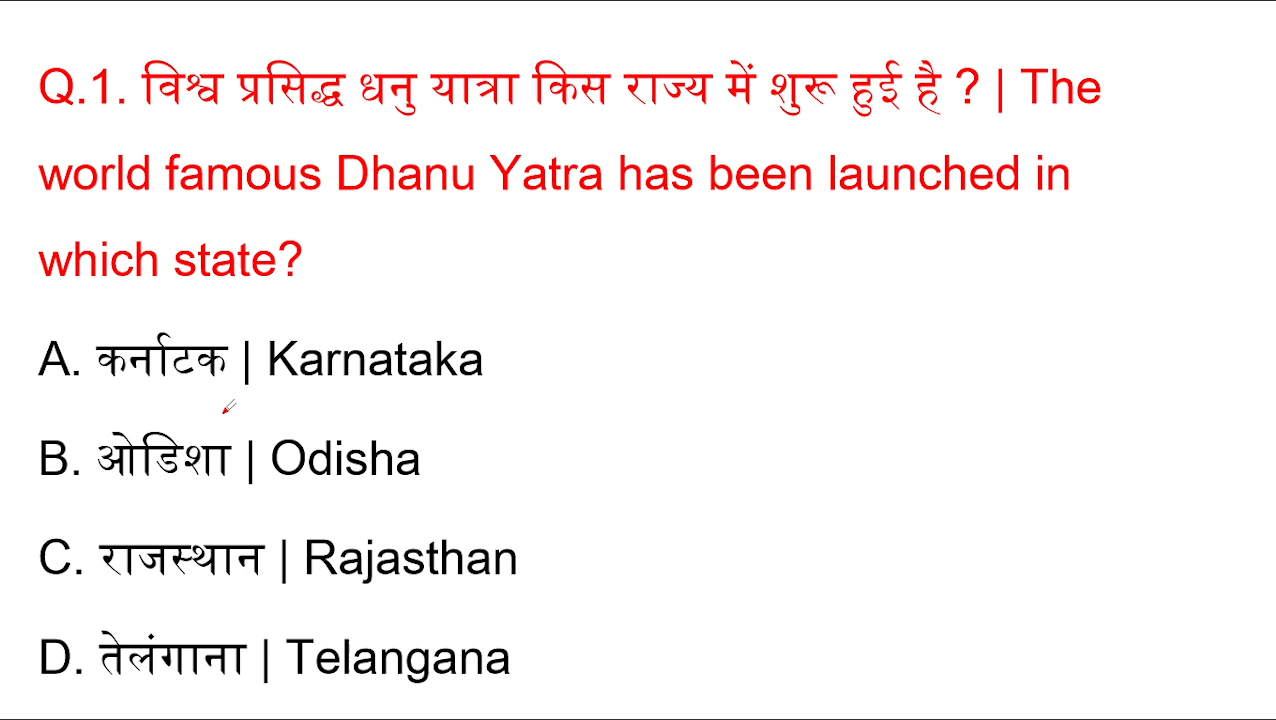 Q.1. विश्व प्रसिद्ध धनु यात्रा किस राज्य में शुरू हुई है ? | The
world famous Dhanu Yatra has been launched in
which state?
A. कर्नाटक | Karnataka
B. ओडिशा | Odisha
C. राजस्थान | Rajasthan
D. तेलंगाना | Telangana